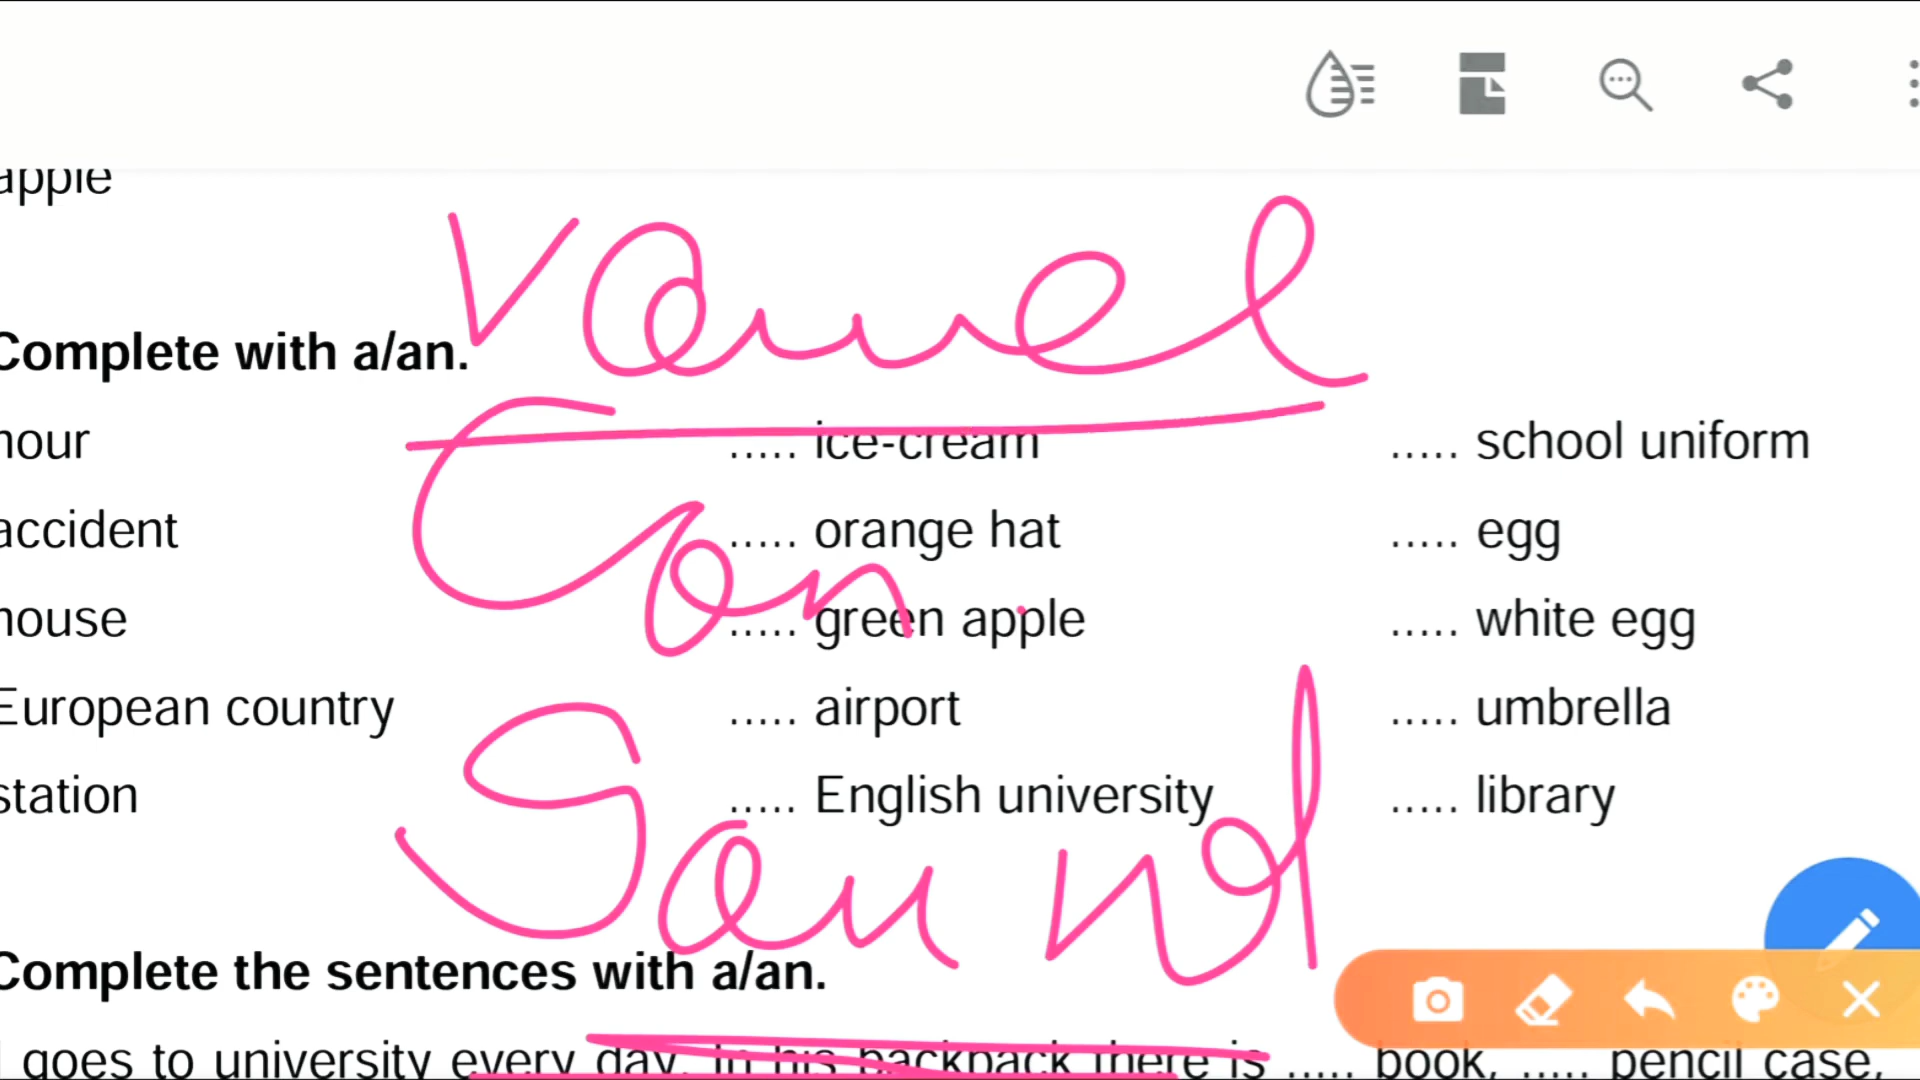 apple
Vowel
Complete with a/an.
hour ..... ice-cream ..... school uniform
Con
accident ..... orange hat ..... egg
house ..... green apple ..... white egg
European country ..... airport ..... umbrella
station ..... English university ..... library
Sound
Complete the sentences with a/an.
goes to university every day. In his backpack there is ..... book, ..... pencil case,